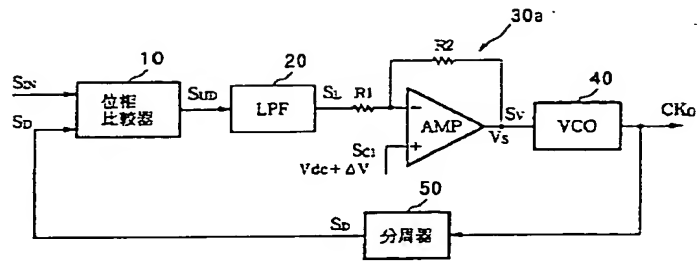 30a
10
20
R2
40
SIN
SD
位相
比較器
SUD
LPF
SL
R1
−
AMP
+
SC1
Vdc+ΔV
SV
VS
VCO
CKO
50
SD
分周器